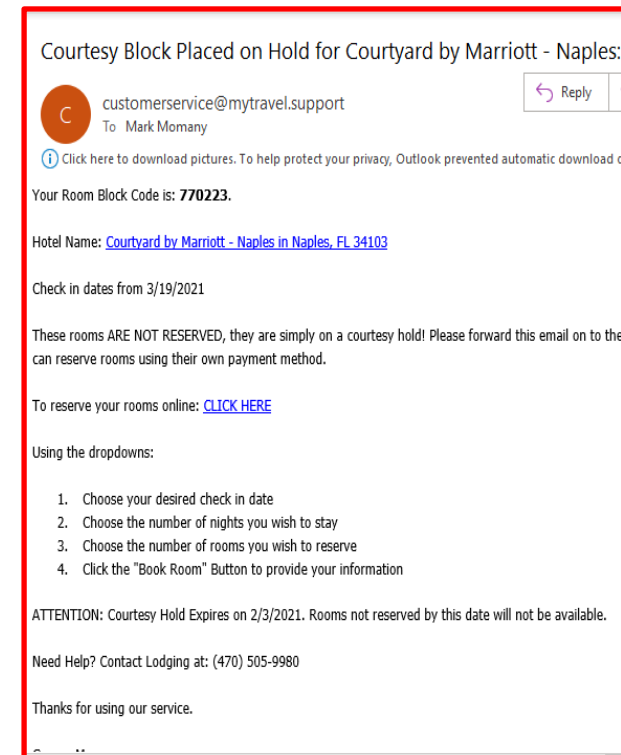 Courtesy Block Placed on Hold for Courtyard by Marriott - Naples:
C
customerservice@mytravel.support
To Mark Momany
Reply
Click here to download pictures. To help protect your privacy, Outlook prevented automatic download
Your Room Block Code is: 770223.
Hotel Name: Courtyard by Marriott - Naples in Naples, FL 34103
Check in dates from 3/19/2021
These rooms ARE NOT RESERVED, they are simply on a courtesy hold! Please forward this email on to the
can reserve rooms using their own payment method.
To reserve your rooms online: CLICK HERE
Using the dropdowns:
1. Choose your desired check in date
2. Choose the number of nights you wish to stay
3. Choose the number of rooms you wish to reserve
4. Click the "Book Room" Button to provide your information
ATTENTION: Courtesy Hold Expires on 2/3/2021. Rooms not reserved by this date will not be available.
Need Help? Contact Lodging at: (470) 505-9980
Thanks for using our service.